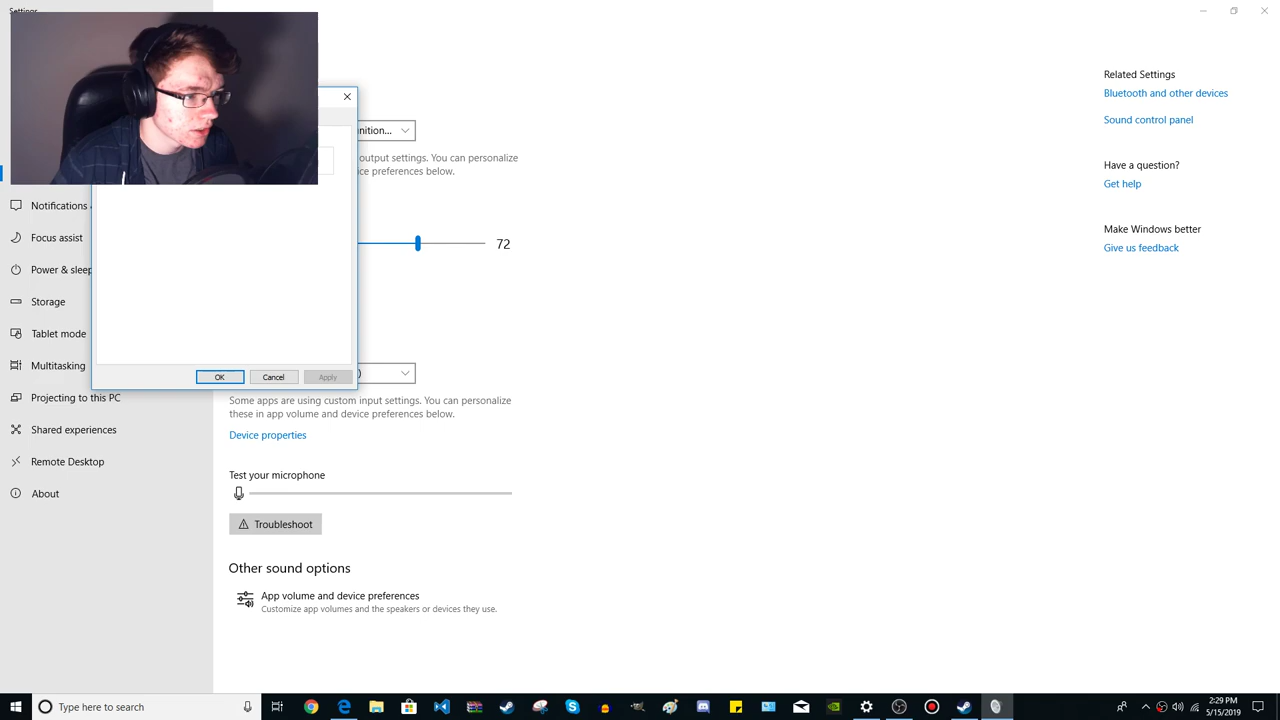 Settings
Related Settings
Bluetooth and other devices
Sound control panel
Have a question?
Get help
Make Windows better
Give us feedback
nition...
output settings. You can personalize
ce preferences below.
72
Notifications
Focus assist
Power & sleep
Storage
Tablet mode
Multitasking
Projecting to this PC
Shared experiences
Remote Desktop
About
OK
Cancel
Apply
)
Some apps are using custom input settings. You can personalize
these in app volume and device preferences below.
Device properties
Test your microphone
Troubleshoot
Other sound options
App volume and device preferences
Customize app volumes and the speakers or devices they use.
Type here to search
2:29 PM
5/15/2019